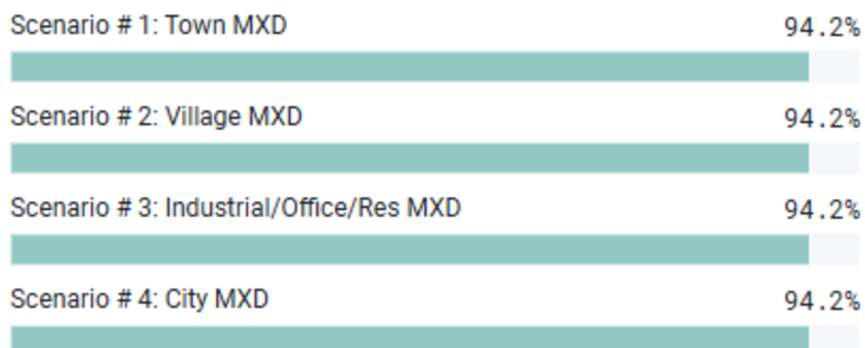 Scenario # 1: Town MXD 94.2%
Scenario # 2: Village MXD 94.2%
Scenario # 3: Industrial/Office/Res MXD 94.2%
Scenario # 4: City MXD 94.2%